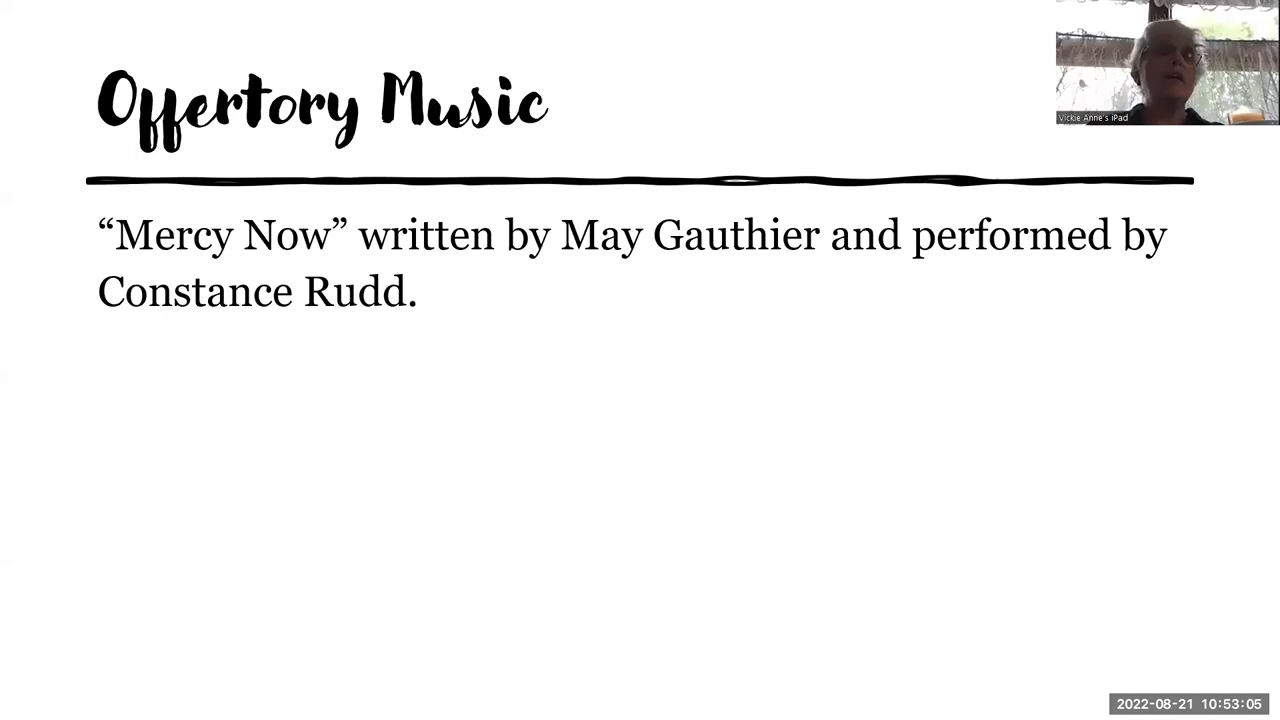 Offertory Music
“Mercy Now” written by May Gauthier and performed by
Constance Rudd.
Vickie Anne's iPad
2022-08-21 10:53:05